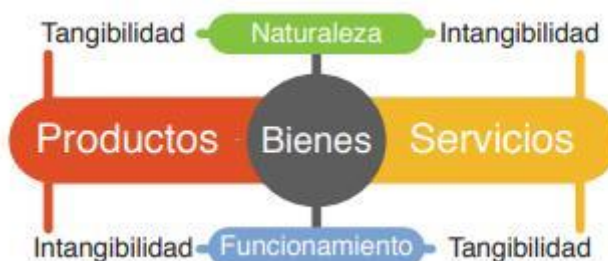 Tangibilidad Naturaleza Intangibilidad
Productos Bienes Servicios
Intangibilidad Funcionamiento Tangibilidad